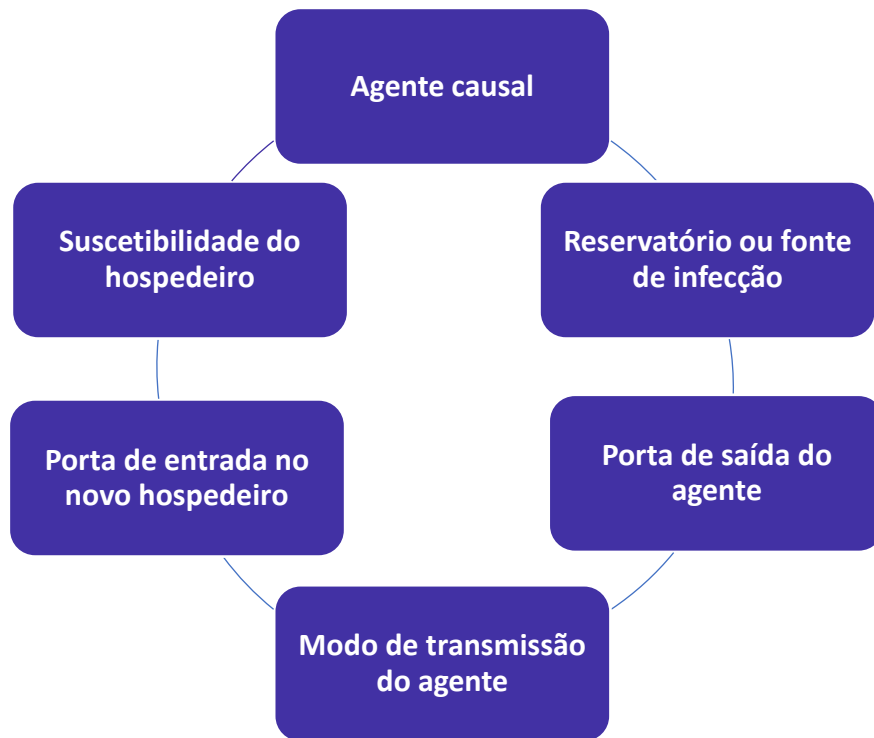 Agente causal
Reservatório ou fonte
de infecção
Porta de saída do
agente
Modo de transmissão
do agente
Porta de entrada no
novo hospedeiro
Suscetibilidade do
hospedeiro